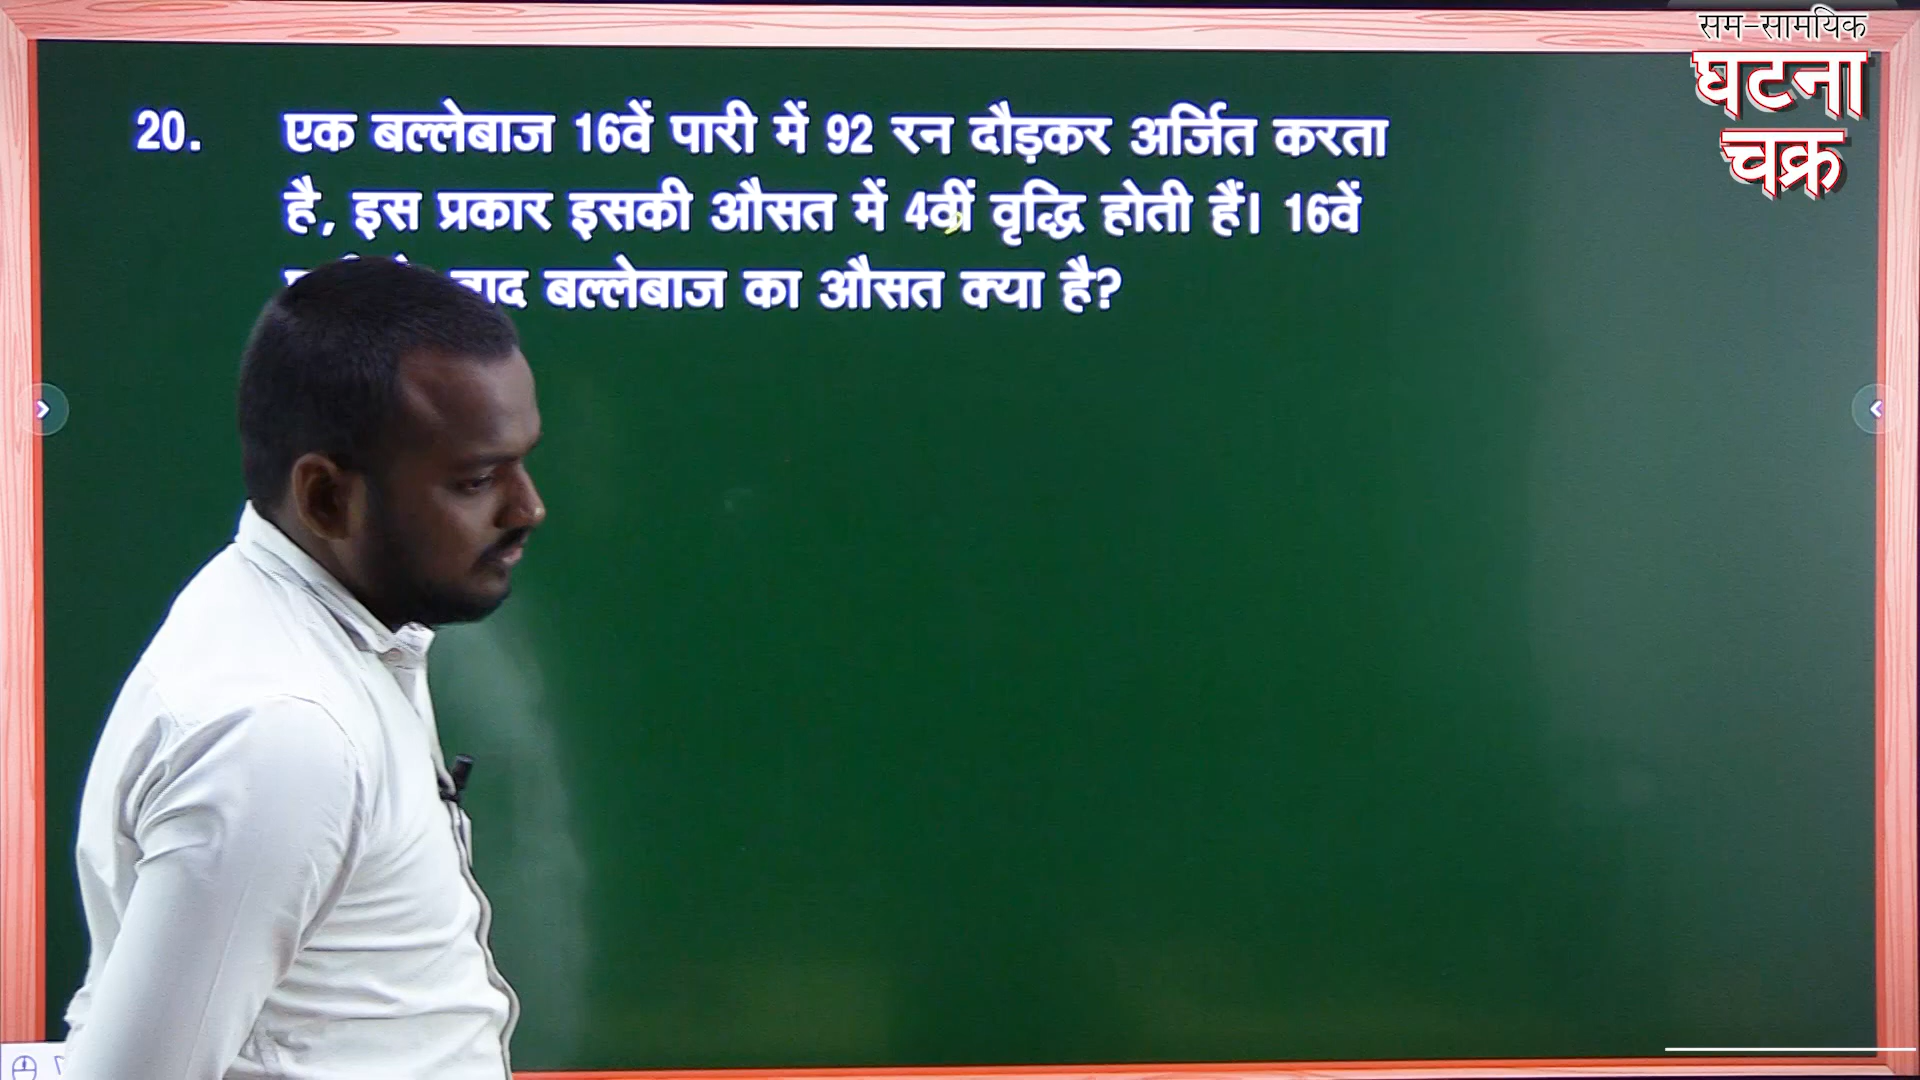 सम-सामयिक
घटना
चक्र
20. एक बल्लेबाज 16वें पारी में 92 रन दौड़कर अर्जित करता
है, इस प्रकार इसकी औसत में 4वीं वृद्धि होती हैं। 16वें
बाद बल्लेबाज का औसत क्या है?